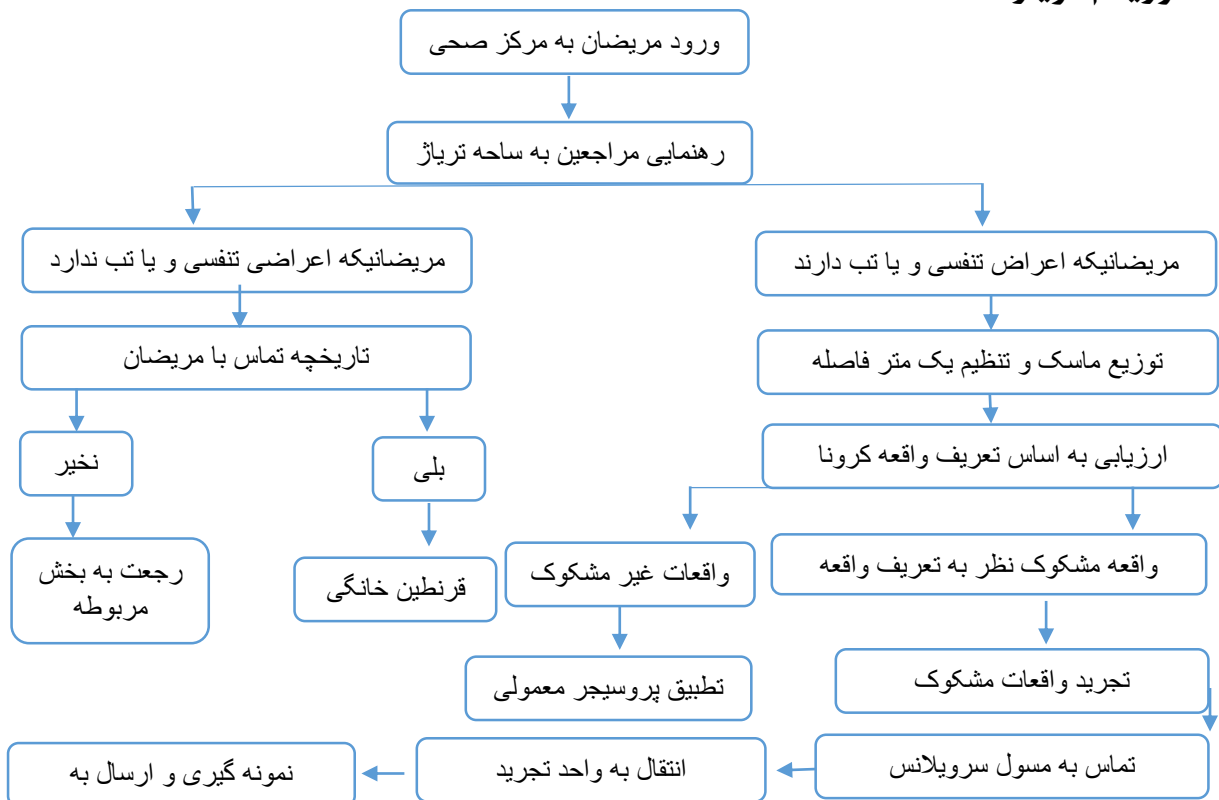 ورود مریضان به مرکز صحی
رهنمایی مراجعین به ساحه تریاژ
مریضانیکه اعراض تنفسی و یا تب دارند
مریضانیکه اعراضی تنفسی و یا تب ندارد
توزیع ماسک و تنظیم یک متر فاصله
تاریخچه تماس با مریضان
ارزیابی به اساس تعریف واقعه کرونا
بلی
نخیر
واقعه مشکوک نظر به تعریف واقعه
واقعات غیر مشکوک
قرنطین خانگی
رجعت به بخش
مربوطه
تجرید واقعات مشکوک
تطبیق پروسیجر معمولی
تماس به مسول سرویلانس
انتقال به واحد تجرید
نمونه گیری و ارسال به